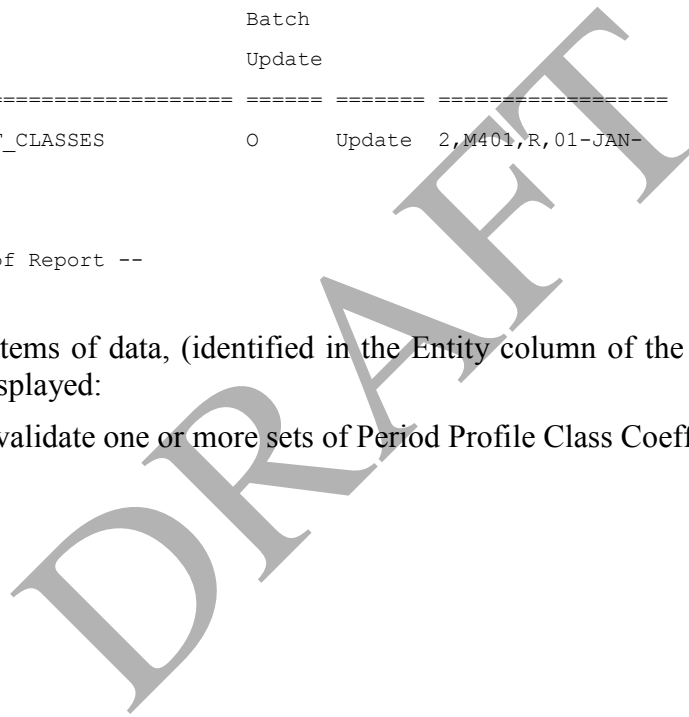 Batch
Update
=================== ====== ======= ==================
T_CLASSES O Update 2,M401,R,01-JAN-
of Report --
tems of data, (identified in the Entity column of the
splayed:
validate one or more sets of Period Profile Class Coeff
DRAFT